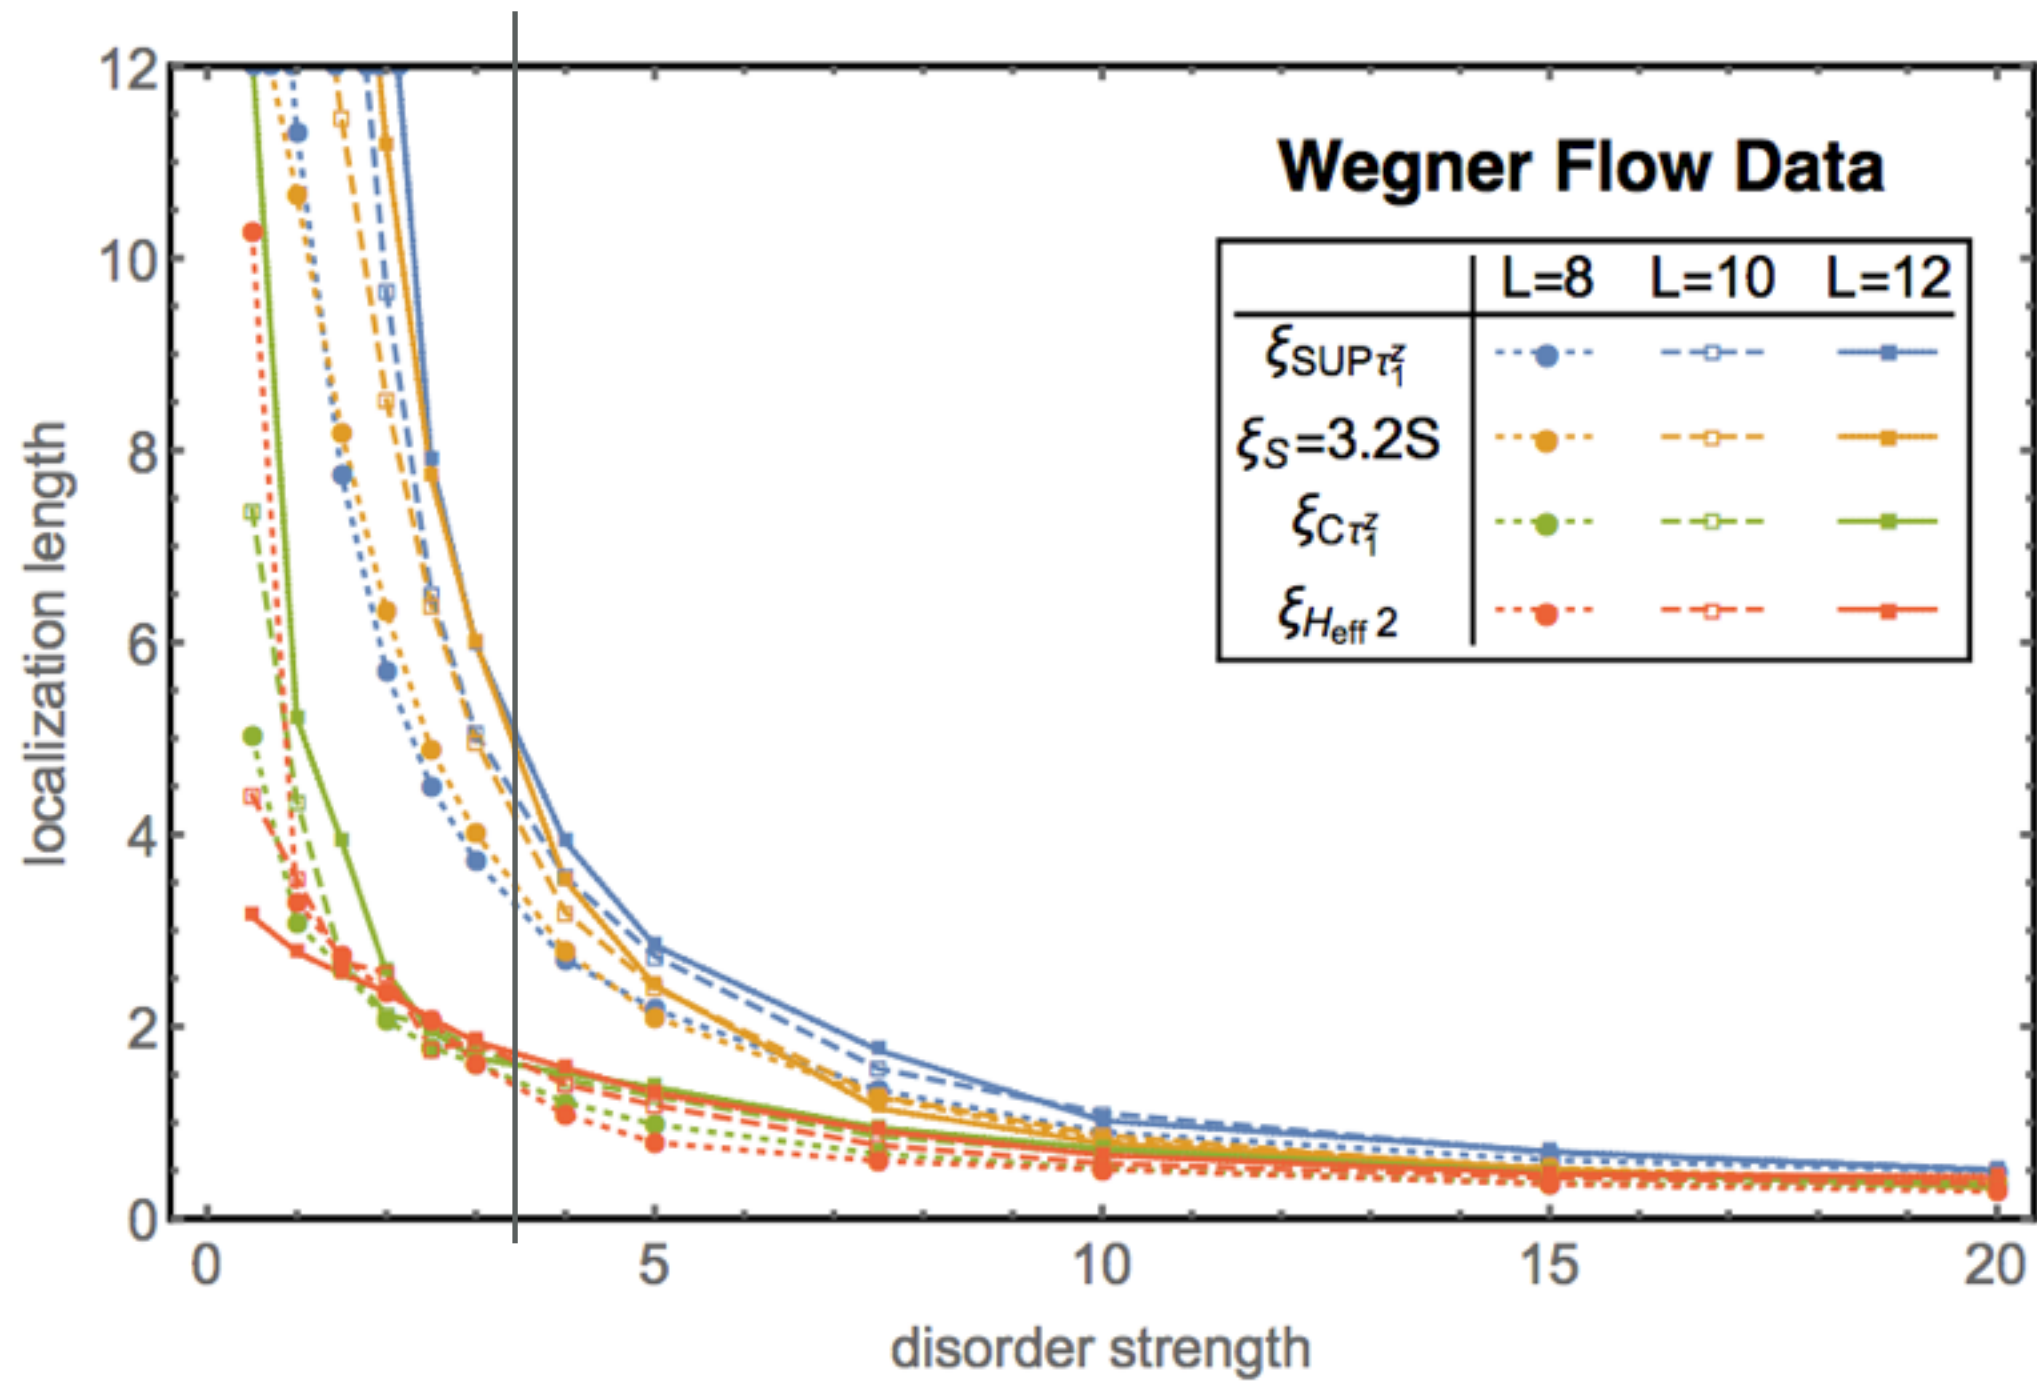 Wegner Flow Data
L=8 L=10 L=12
ξSUPτ₁ᶻ
ξS=3.2S
ξCτ₁ᶻ
ξHeff 2
localization length
12
10
8
6
4
2
0
0 5 10 15 20
disorder strength